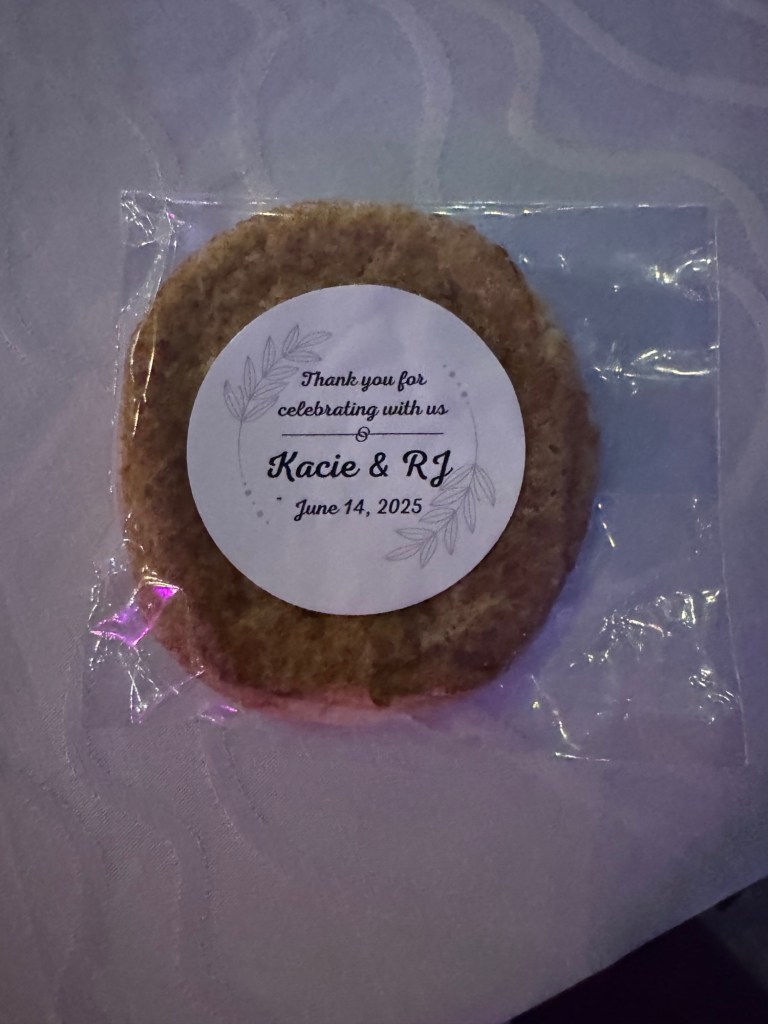 Thank you for
celebrating with us
Kacie & RJ
June 14, 2025